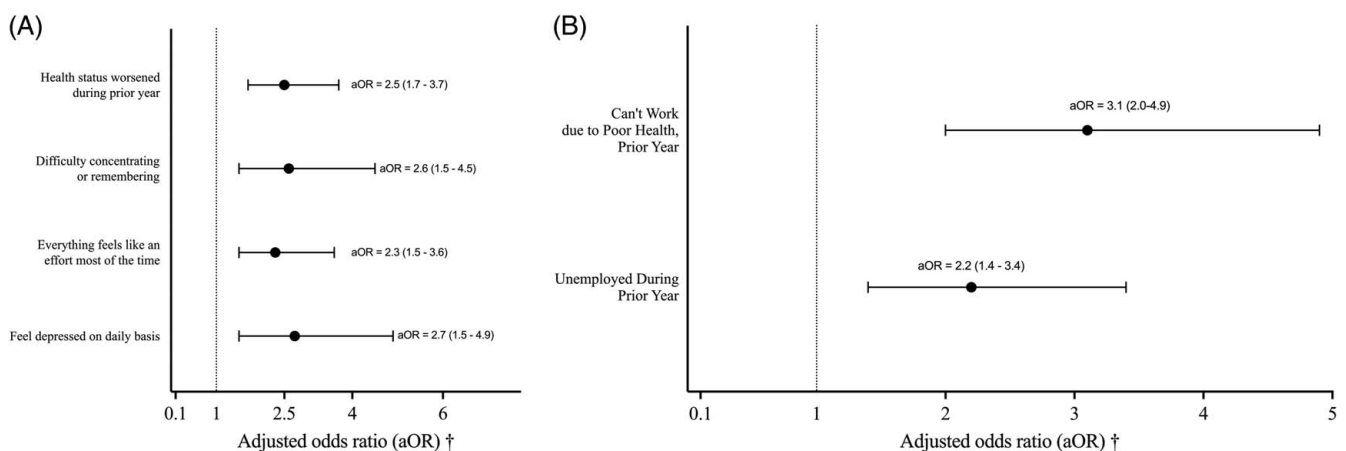 (A)
Health status worsened
during prior year
aOR = 2.5 (1.7 - 3.7)
Difficulty concentrating
or remembering
aOR = 2.6 (1.5 - 4.5)
Everything feels like an
effort most of the time
aOR = 2.3 (1.5 - 3.6)
Feel depressed on daily basis
aOR = 2.7 (1.5 - 4.9)
0.1 1 2.5 4 6
Adjusted odds ratio (aOR) †
(B)
Can't Work
due to Poor Health,
Prior Year
aOR = 3.1 (2.0-4.9)
Unemployed During
Prior Year
aOR = 2.2 (1.4 - 3.4)
0.1 1 2 3 4 5
Adjusted odds ratio (aOR) †